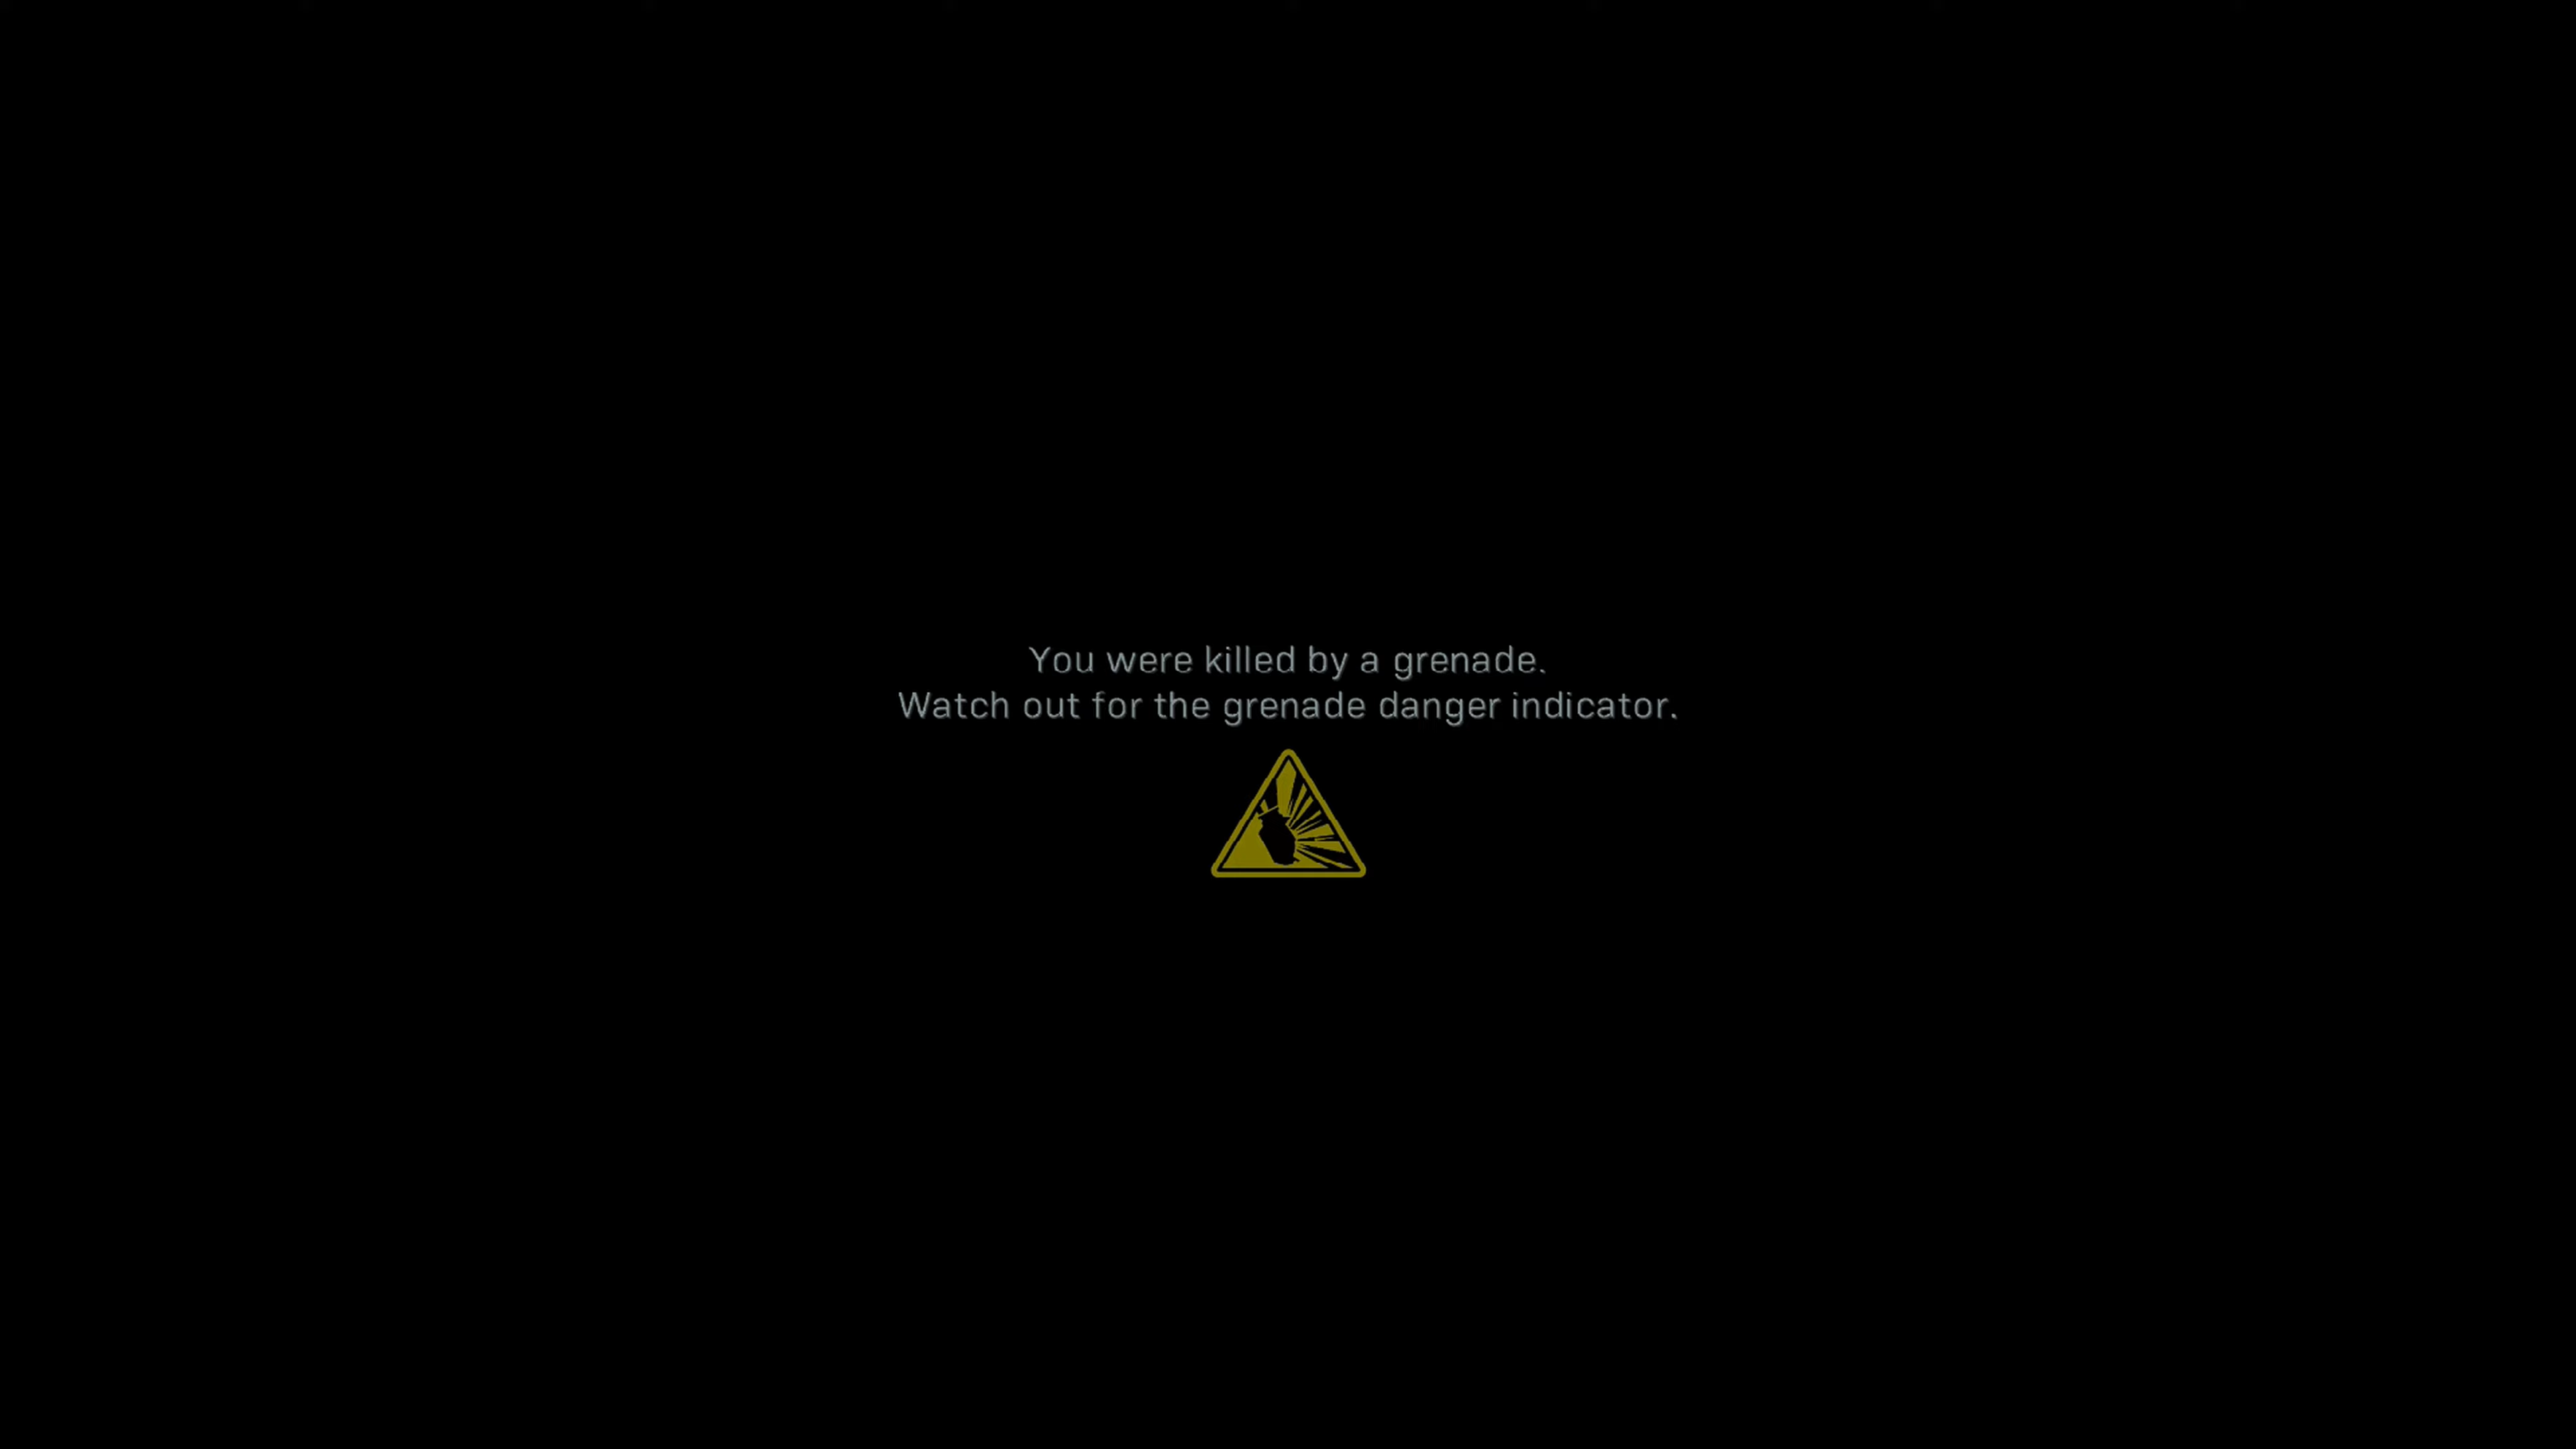 You were killed by a grenade.
Watch out for the grenade danger indicator.